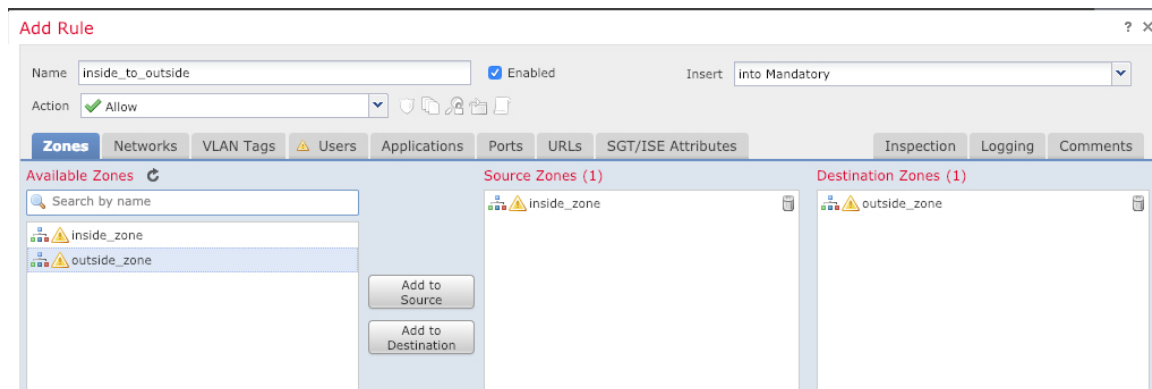 Add Rule ? ×
Name inside_to_outside Enabled Insert into Mandatory
Action Allow
Zones Networks VLAN Tags Users Applications Ports URLs SGT/ISE Attributes Inspection Logging Comments
Available Zones Source Zones (1) Destination Zones (1)
Search by name inside_zone outside_zone
inside_zone
outside_zone
Add to
Source
Add to
Destination